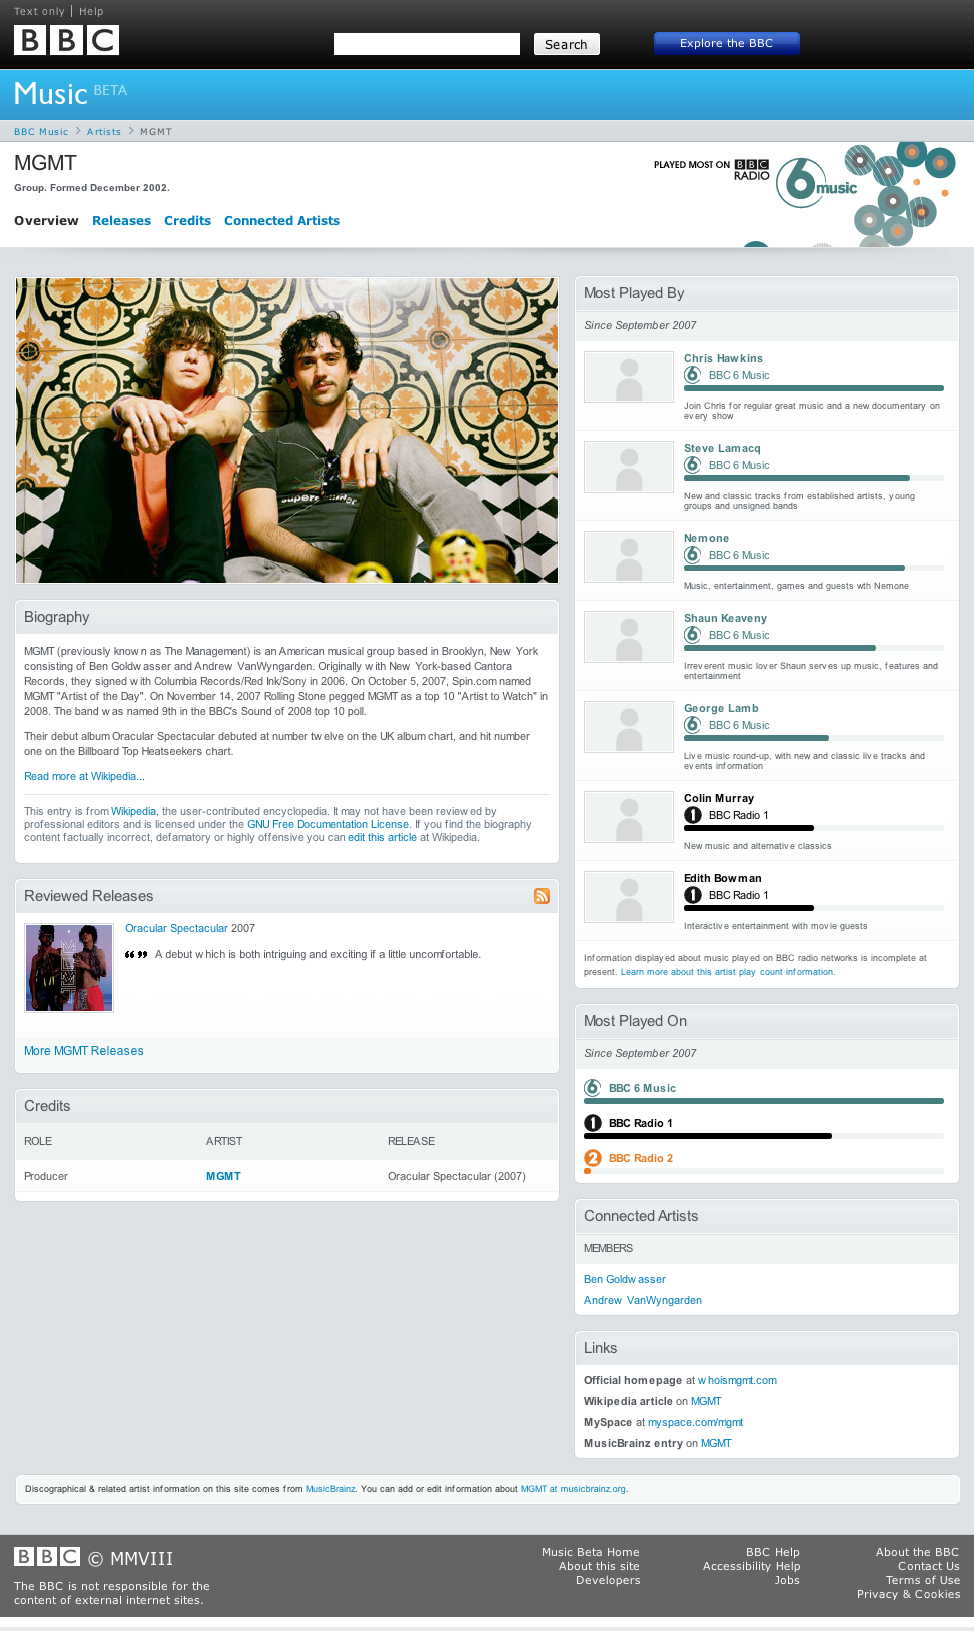 Text only | Help
BBC
Search
Explore the BBC
Music BETA
BBC Music > Artists > MGMT
MGMT
Group. Formed December 2002.
PLAYED MOST ON BBC RADIO 6 music
Overview Releases Credits Connected Artists
Biography
MGMT (previously known as The Management) is an American musical group based in Brooklyn, New York
consisting of Ben Goldwasser and Andrew VanWyngarden. Originally with New York-based Cantora
Records, they signed with Columbia Records/Red Ink/Sony in 2006. On October 5, 2007, Spin.com named
MGMT "Artist of the Day". On November 14, 2007 Rolling Stone pegged MGMT as a top 10 "Artist to Watch" in
2008. The band was named 9th in the BBC's Sound of 2008 top 10 poll.
Their debut album Oracular Spectacular debuted at number twelve on the UK album chart, and hit number
one on the Billboard Top Heatseekers chart.
Read more at Wikipedia...
This entry is from Wikipedia, the user-contributed encyclopedia. It may not have been reviewed by
professional editors and is licensed under the GNU Free Documentation License. If you find the biography
content factually incorrect, defamatory or highly offensive you can edit this article at Wikipedia.
Reviewed Releases
Oracular Spectacular 2007
A debut which is both intriguing and exciting if a little uncomfortable.
More MGMT Releases
Credits
ROLE ARTIST RELEASE
Producer MGMT Oracular Spectacular (2007)
Most Played By
Since September 2007
Chris Hawkins
6 BBC 6 Music
Join Chris for regular great music and a new documentary on
every show
Steve Lamacq
6 BBC 6 Music
New and classic tracks from established artists, young
groups and unsigned bands
Nemone
6 BBC 6 Music
Music, entertainment, games and guests wth Nemone
Shaun Keaveny
6 BBC 6 Music
Irreverent music lover Shaun serves up music, features and
entertainment
George Lamb
6 BBC 6 Music
Live music round-up, with new and classic live tracks and
events information
Colin Murray
1 BBC Radio 1
New music and alternative classics
Edith Bowman
1 BBC Radio 1
Interactive entertainment with movie guests
Information displayed about music played on BBC radio networks is incomplete at
present. Learn more about this artist play count information.
Most Played On
Since September 2007
6 BBC 6 Music
1 BBC Radio 1
2 BBC Radio 2
Connected Artists
MEMBERS
Ben Goldwasser
Andrew VanWyngarden
Links
Official homepage at whoismgmt.com
Wikipedia article on MGMT
MySpace at myspace.com/mgmt
MusicBrainz entry on MGMT
Discographical & related artist information on this site comes from MusicBrainz. You can add or edit information about MGMT at musicbrainz.org.
BBC © MMVIII
The BBC is not responsible for the
content of external internet sites.
Music Beta Home
About this site
Developers
BBC Help
Accessibility Help
Jobs
About the BBC
Contact Us
Terms of Use
Privacy & Cookies